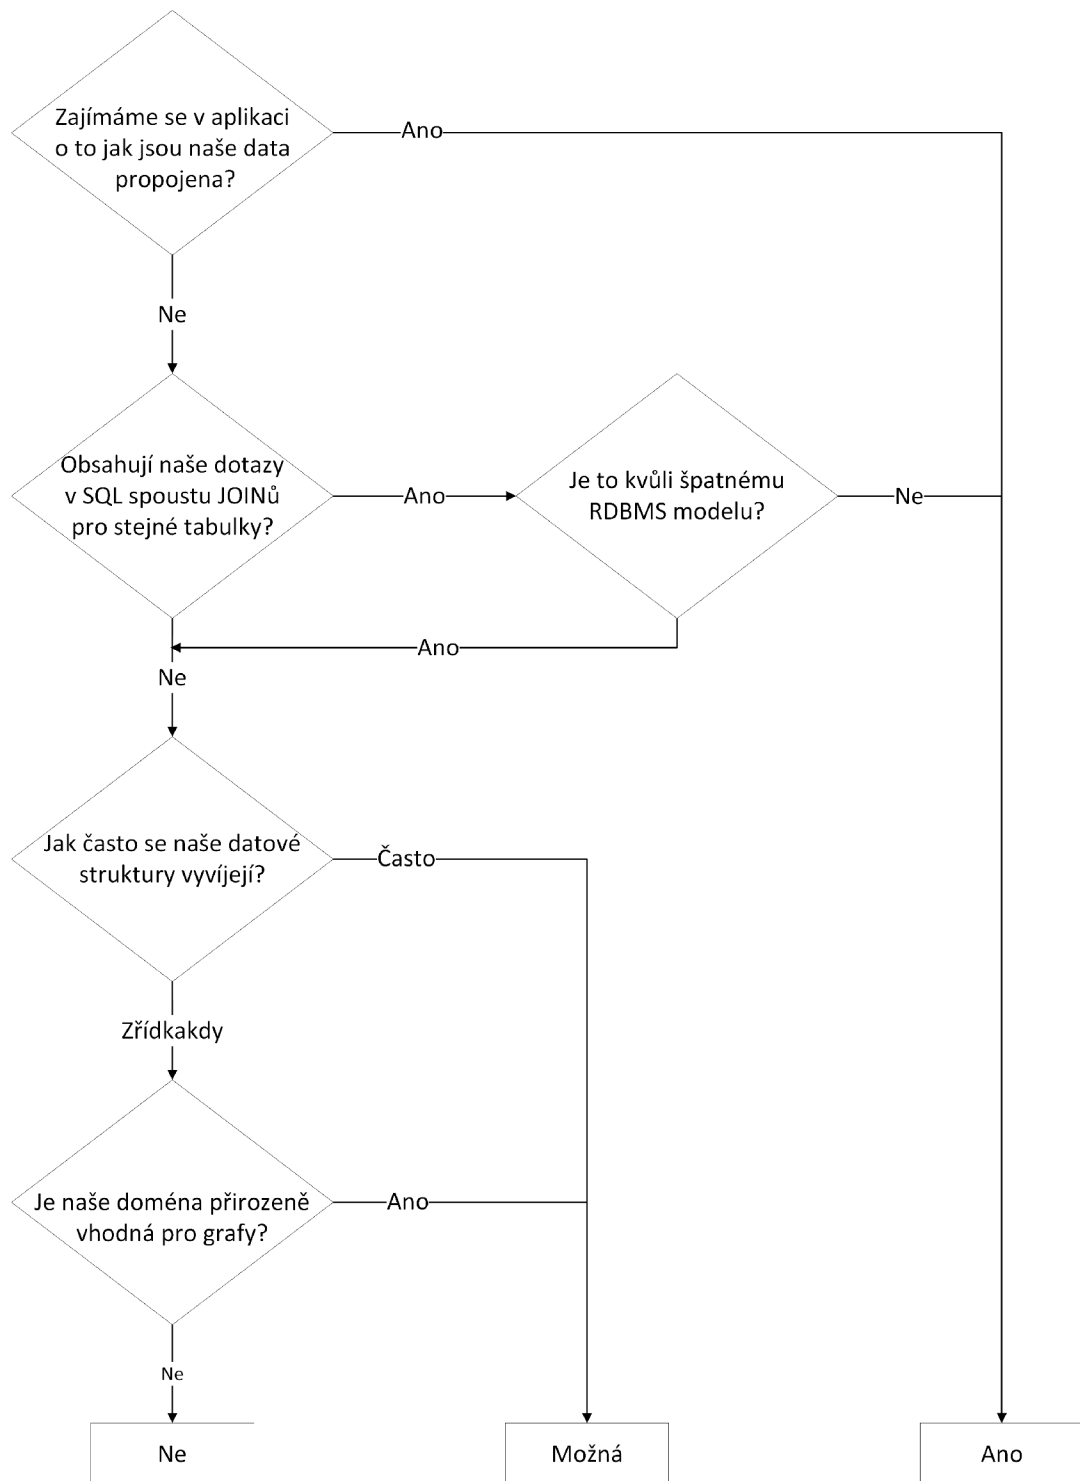 Zajímáme se v aplikaci
o to jak jsou naše data
propojena?
Ano
Ne
Obsahují naše dotazy
v SQL spoustu JOINů
pro stejné tabulky?
Ano
Je to kvůli špatnému
RDBMS modelu?
Ne
Ano
Ne
Jak často se naše datové
struktury vyvíjejí?
Často
Zřídkakdy
Je naše doména přirozeně
vhodná pro grafy?
Ano
Ne
Ne
Možná
Ano